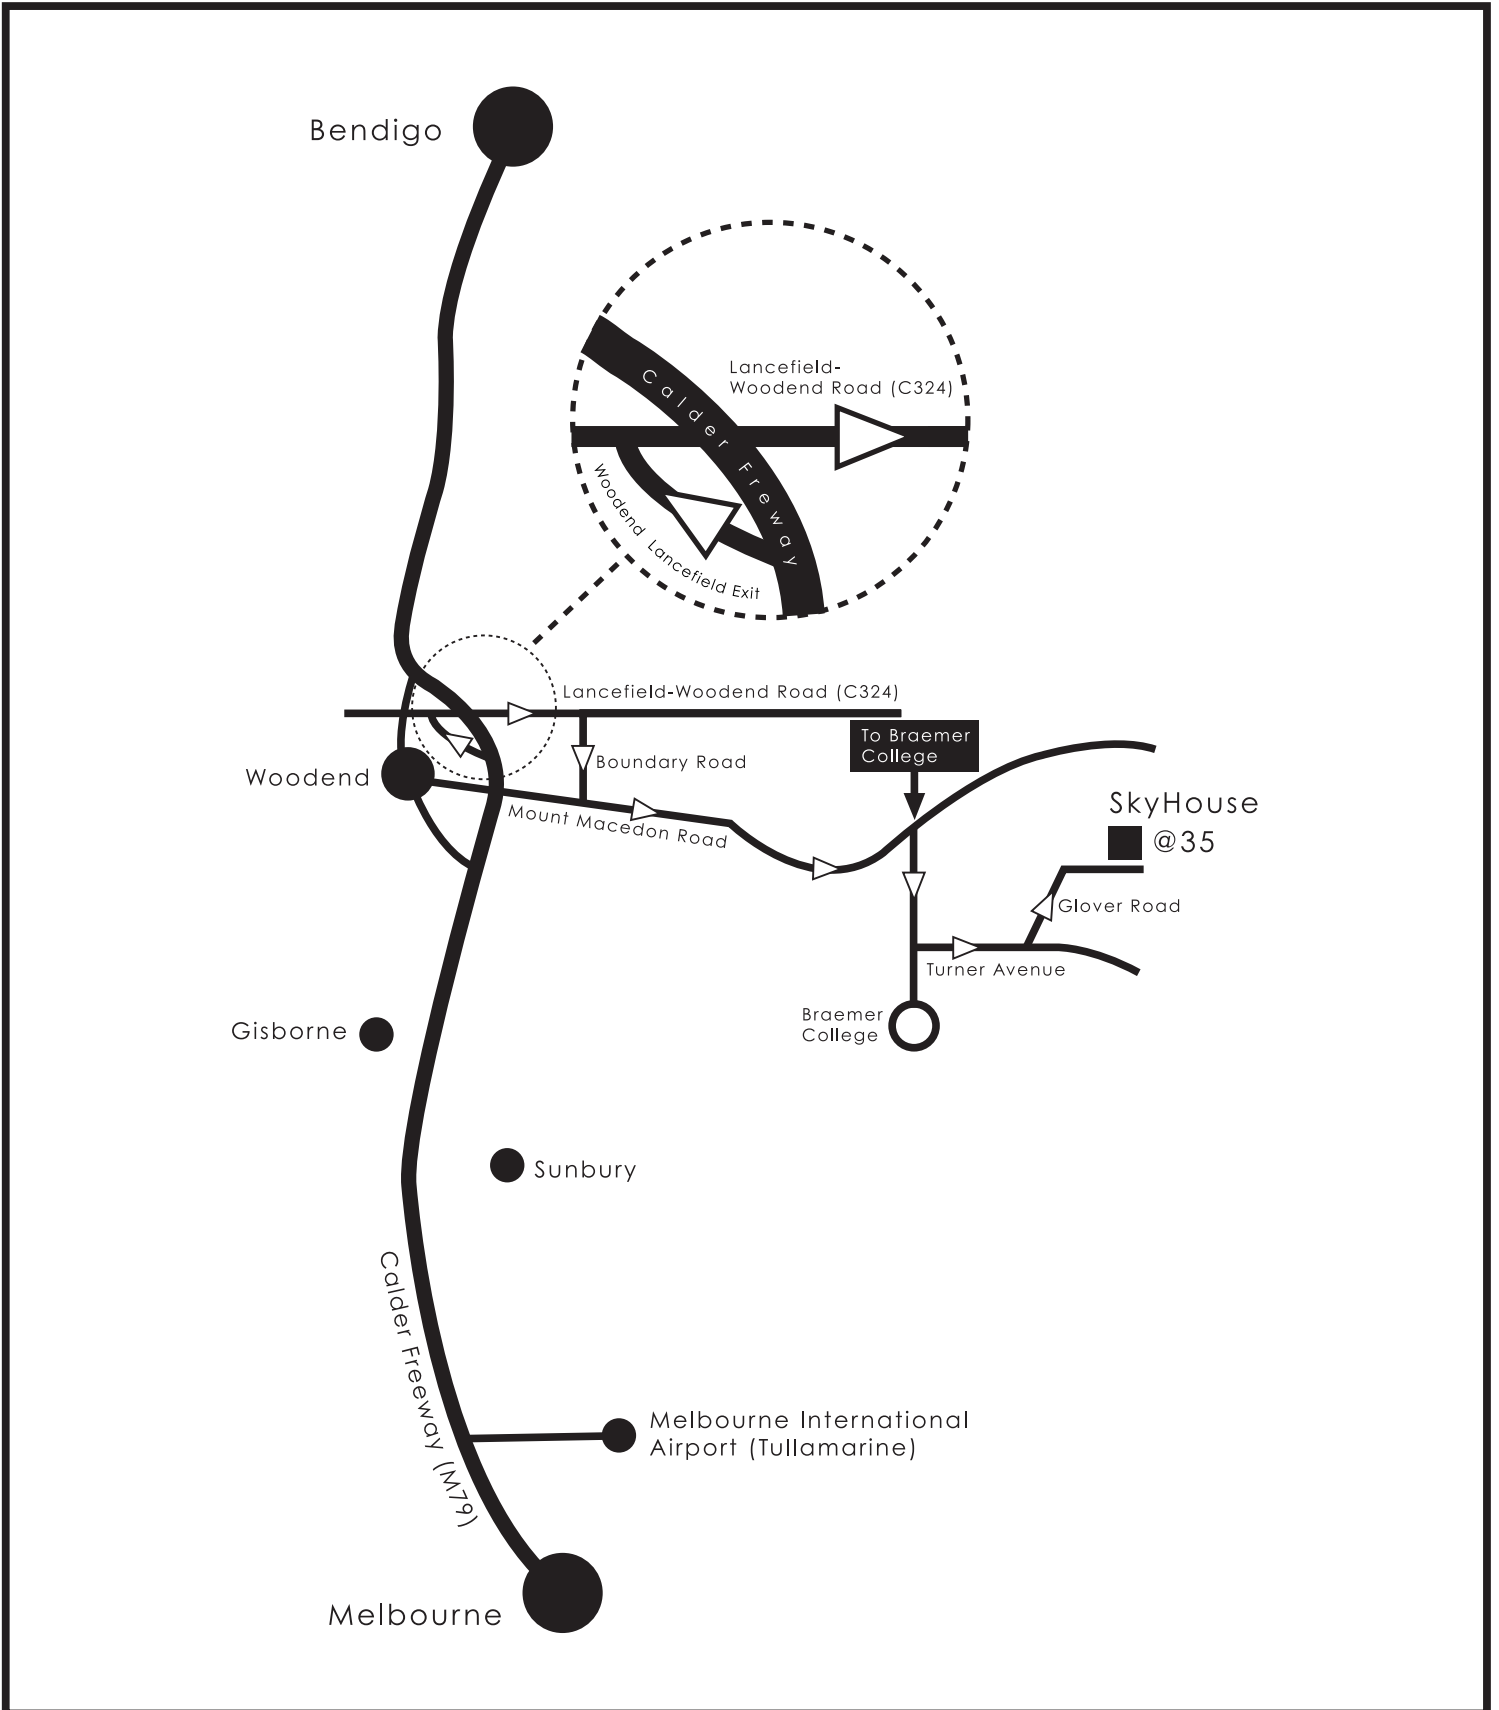 Bendigo
Lancefield-
Woodend Road (C324)
Calder Freway
Woodend Lancefield Exit
Lancefield-Woodend Road (C324)
To Braemer
College
Boundary Road
Woodend
Mount Macedon Road
SkyHouse
@35
Glover Road
Turner Avenue
Braemer
College
Gisborne
Sunbury
Calder Freeway (M79)
Melbourne International
Airport (Tullamarine)
Melbourne